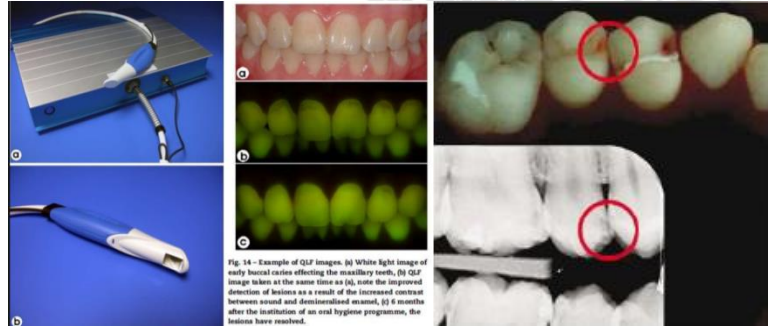 a
b
a
b
c
Fig. 14 – Example of QLF images. (a) White light image of
early buccal caries effecting the maxillary teeth, (b) QLF
image taken at the same time as (a), note the improved
detection of lesions as a result of the increased contrast
between sound and demineralised enamel, (c) 6 months
after the institution of an oral hygiene programme, the
lesions have resolved.